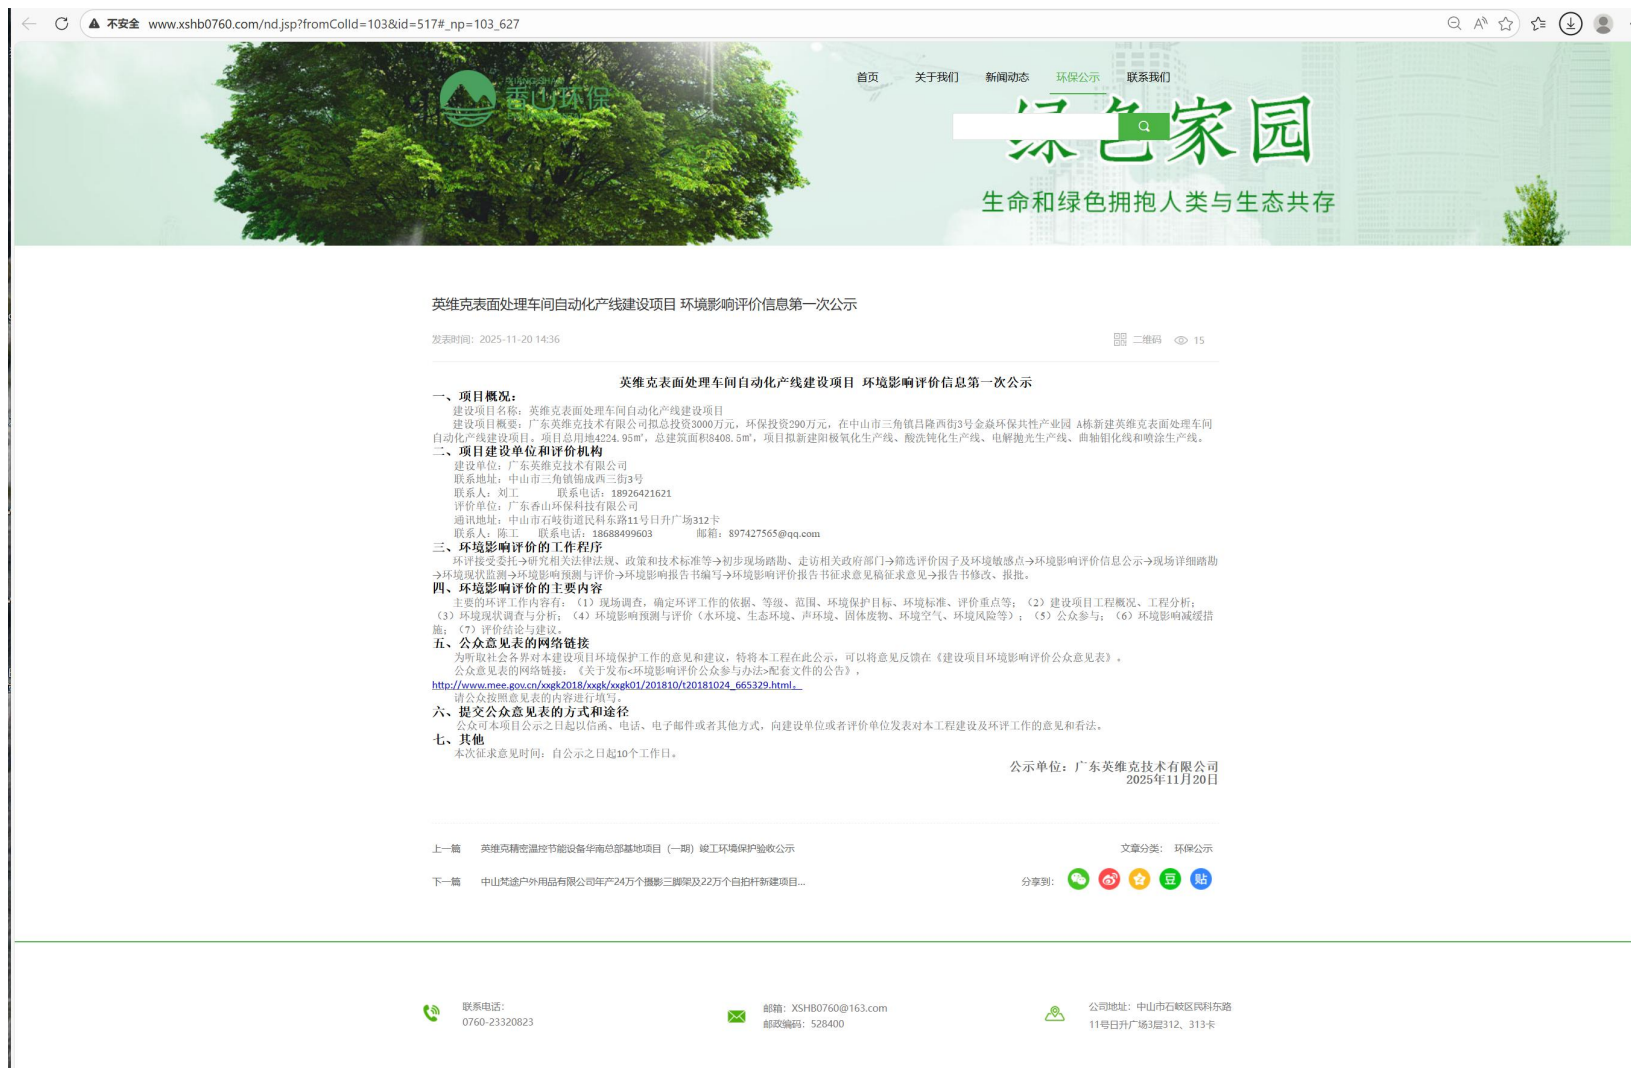 不安全 www.xshb0760.com/nd.jsp?fromColId=103&id=517#_np=103_627
香山环保
首页 关于我们 新闻动态 环保公示 联系我们
绿色家园
生命和绿色拥抱人类与生态共存
英维克表面处理车间自动化产线建设项目 环境影响评价信息第一次公示
发表时间：2025-11-20 14:36
二维码 15
英维克表面处理车间自动化产线建设项目 环境影响评价信息第一次公示
一、项目概况：
建设项目名称：英维克表面处理车间自动化产线建设项目
建设项目概要：广东英维克技术有限公司拟总投资3000万元，环保投资290万元，在中山市三角镇昌隆西街3号金焱环保共性产业园 A栋新建英维克表面处理车间
自动化产线建设项目。项目总用地4224.95㎡，总建筑面积8408.5㎡，项目拟新建阳极氧化生产线、酸洗钝化生产线、电解抛光生产线、曲轴钼化线和喷涂生产线。
二、项目建设单位和评价机构
建设单位：广东英维克技术有限公司
联系地址：中山市三角镇锦成西三街3号
联系人：刘工 联系电话：18926421621
评价单位：广东香山环保科技有限公司
通讯地址：中山市石岐街道民科东路11号日升广场312卡
联系人：陈工 联系电话：18688499603 邮箱：897427565@qq.com
三、环境影响评价的工作程序
环评接受委托→研究相关法律法规、政策和技术标准等→初步现场踏勘、走访相关政府部门→筛选评价因子及环境敏感点→环境影响评价信息公示→现场详细踏勘
→环境现状监测→环境影响预测与评价→环境影响报告书编写→环境影响评价报告书征求意见稿征求意见→报告书修改、报批。
四、环境影响评价的主要内容
主要的环评工作内容有：（1）现场调查，确定环评工作的依据、等级、范围、环境保护目标、环境标准、评价重点等；（2）建设项目工程概况、工程分析；
（3）环境现状调查与分析；（4）环境影响预测与评价（水环境、生态环境、声环境、固体废物、环境空气、环境风险等）；（5）公众参与；（6）环境影响减缓措
施；（7）评价结论与建议。
五、公众意见表的网络链接
为听取社会各界对本建设项目环境保护工作的意见和建议，特将本工程在此公示，可以将意见反馈在《建设项目环境影响评价公众意见表》。
公众意见表的网络链接：《关于发布<环境影响评价公众参与办法>配套文件的公告》，
http://www.mee.gov.cn/xxgk2018/xxgk/xxgk01/201810/t20181024_665329.html。
请公众按照意见表的内容进行填写。
六、提交公众意见表的方式和途径
公众可本项目公示之日起以信函、电话、电子邮件或者其他方式，向建设单位或者评价单位发表对本工程建设及环评工作的意见和看法。
七、其他
本次征求意见时间：自公示之日起10个工作日。
公示单位：广东英维克技术有限公司
2025年11月20日
上一篇 英维克精密温控节能设备华南总部基地项目（一期）竣工环境保护验收公示
文章分类： 环保公示
下一篇 中山梵途户外用品有限公司年产24万个摄影三脚架及22万个自拍杆新建项目...
分享到： 豆 贴
联系电话：
0760-23320823
邮箱：XSHB0760@163.com
邮政编码：528400
公司地址：中山市石岐区民科东路
11号日升广场3层312、313卡